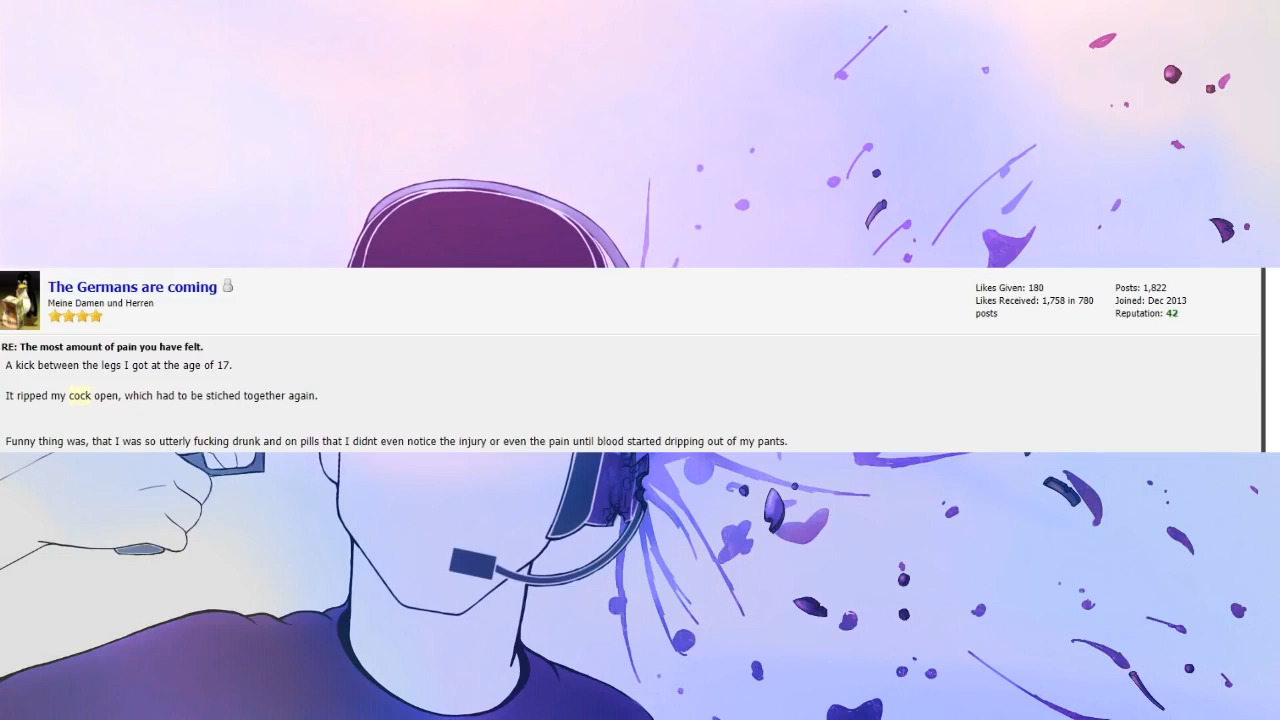 The Germans are coming
Meine Damen und Herren
Likes Given: 180
Likes Received: 1,758 in 780
posts
Posts: 1,822
Joined: Dec 2013
Reputation: 42
RE: The most amount of pain you have felt.
A kick between the legs I got at the age of 17.
It ripped my cock open, which had to be stiched together again.
Funny thing was, that I was so utterly fucking drunk and on pills that I didnt even notice the injury or even the pain until blood started dripping out of my pants.